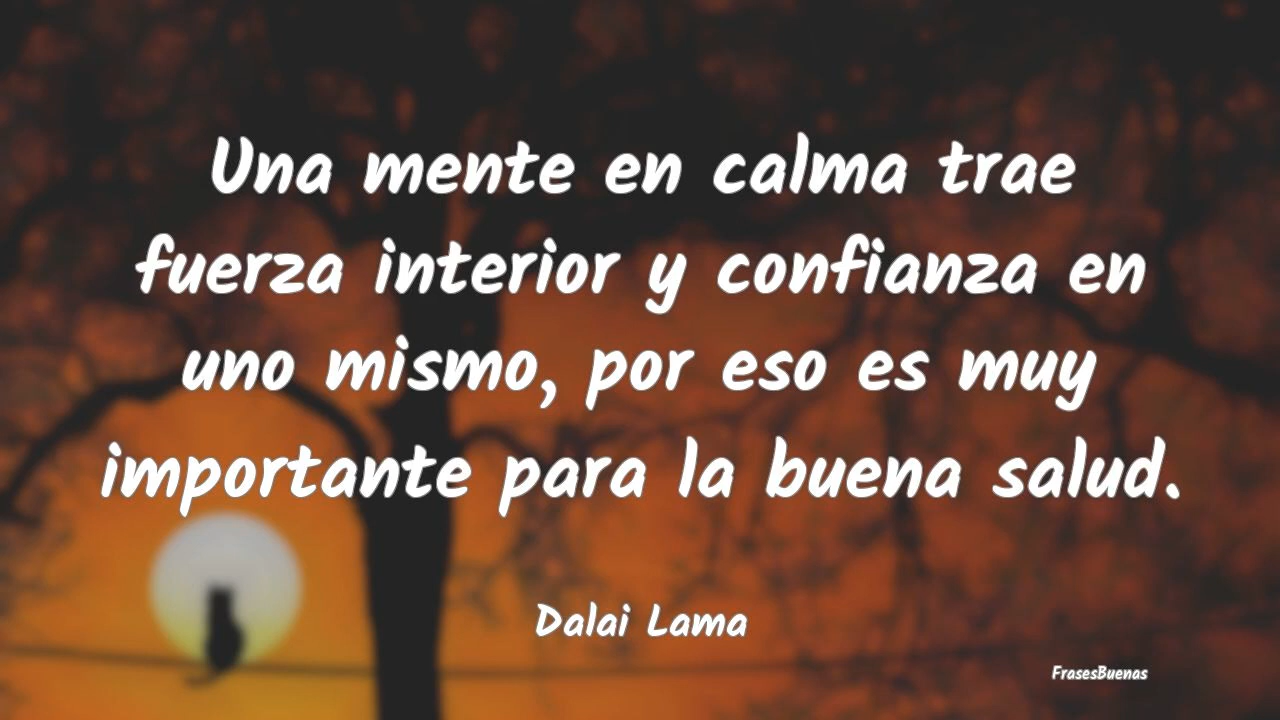 Una mente en calma trae
fuerza interior y confianza en
uno mismo, por eso es muy
importante para la buena salud.
Dalai Lama
FrasesBuenas